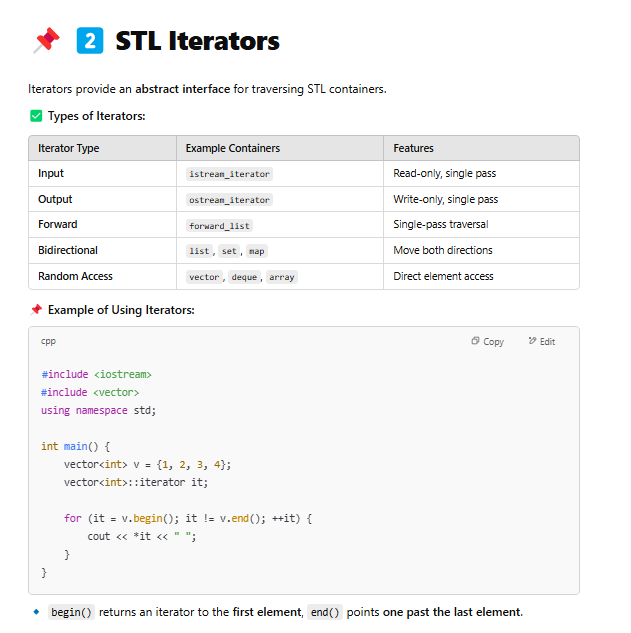 📌 2️⃣ STL Iterators
Iterators provide an abstract interface for traversing STL containers.
✅ Types of Iterators:
Iterator Type Example Containers Features
Input istream_iterator Read-only, single pass
Output ostream_iterator Write-only, single pass
Forward forward_list Single-pass traversal
Bidirectional list, set, map Move both directions
Random Access vector, deque, array Direct element access
📌 Example of Using Iterators:
cpp Copy Edit
#include <iostream>
#include <vector>
using namespace std;
int main() {
    vector<int> v = {1, 2, 3, 4};
    vector<int>::iterator it;
    for (it = v.begin(); it != v.end(); ++it) {
        cout << *it << " ";
    }
}
🔹 begin() returns an iterator to the first element, end() points one past the last element.